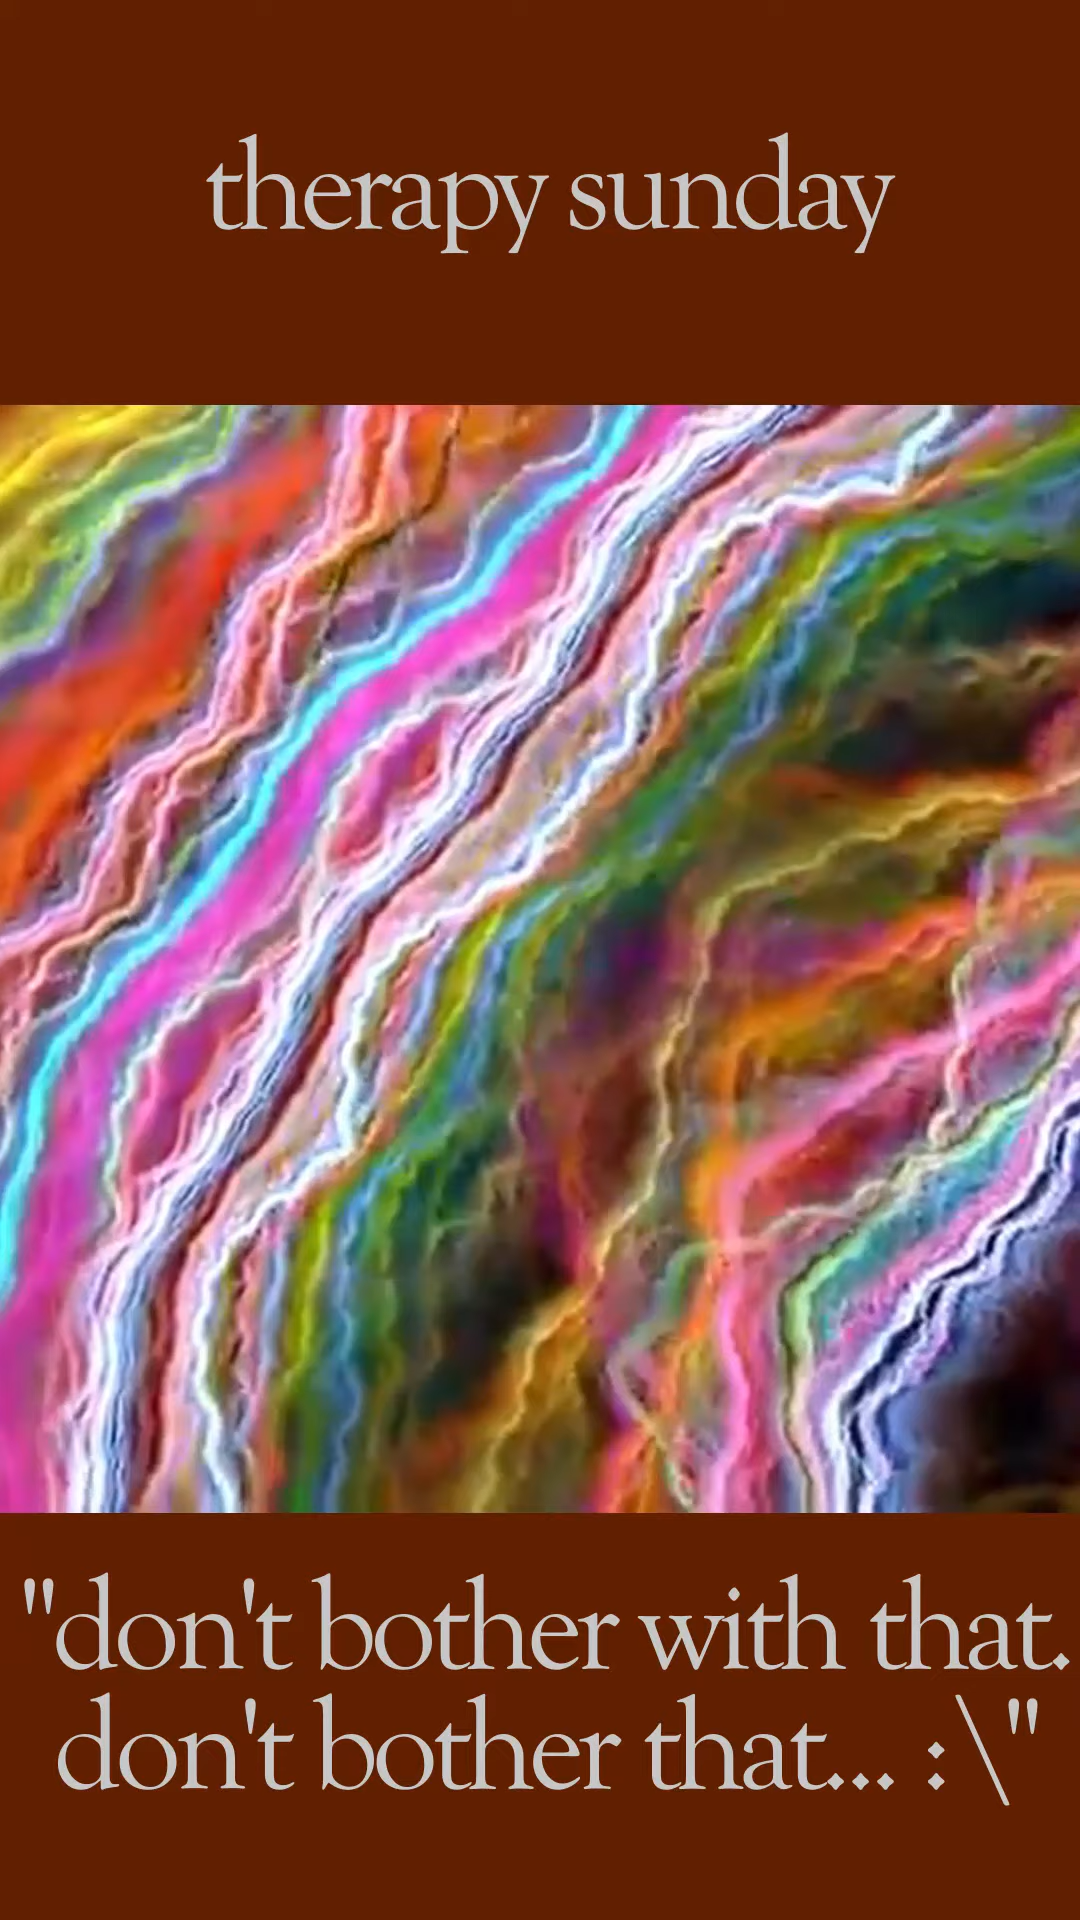 therapy sunday
"don't bother with that.
don't bother that... :\"